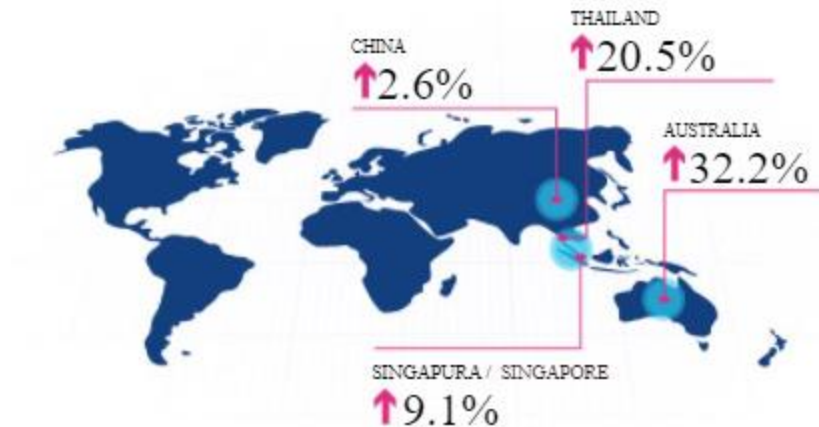 THAILAND
↑20.5%
CHINA
↑2.6%
AUSTRALIA
↑32.2%
SINGAPURA / SINGAPORE
↑9.1%